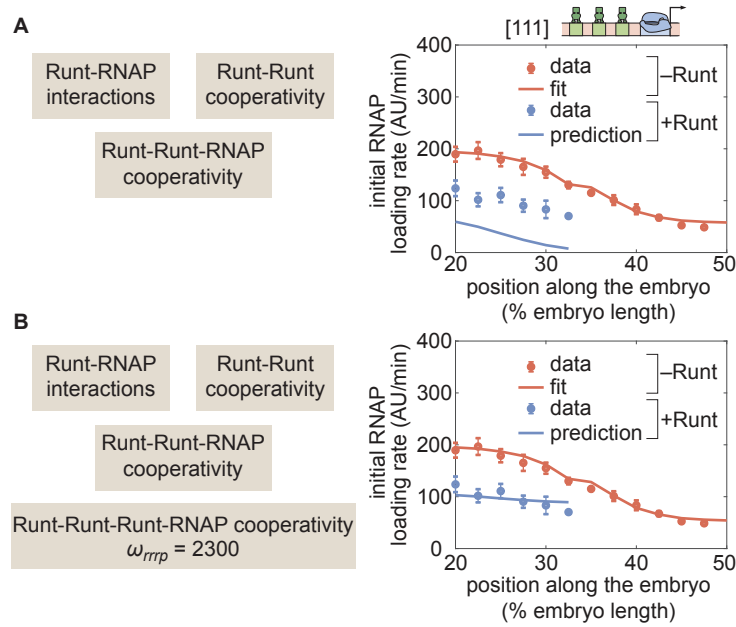 A
Runt-RNAP
interactions
Runt-Runt
cooperativity
Runt-Runt-RNAP
cooperativity
[111]
400
300
200
100
0
initial RNAP
loading rate (AU/min)
data
fit
–Runt
data
prediction
+Runt
20
30
40
50
position along the embryo
(% embryo length)
B
Runt-RNAP
interactions
Runt-Runt
cooperativity
Runt-Runt-RNAP
cooperativity
Runt-Runt-Runt-RNAP cooperativity
ωrrrp = 2300
400
300
200
100
0
initial RNAP
loading rate (AU/min)
data
fit
–Runt
data
prediction
+Runt
20
30
40
50
position along the embryo
(% embryo length)